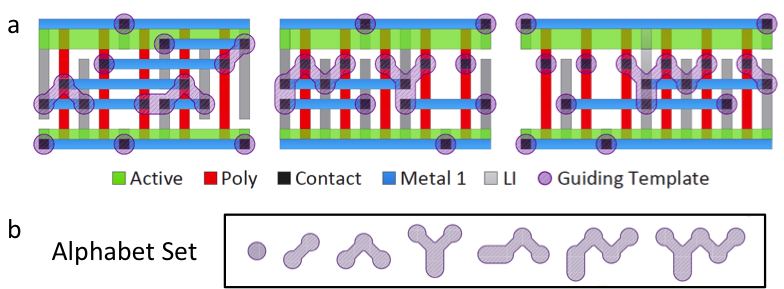 a
Active Poly Contact Metal 1 LI Guiding Template
b
Alphabet Set